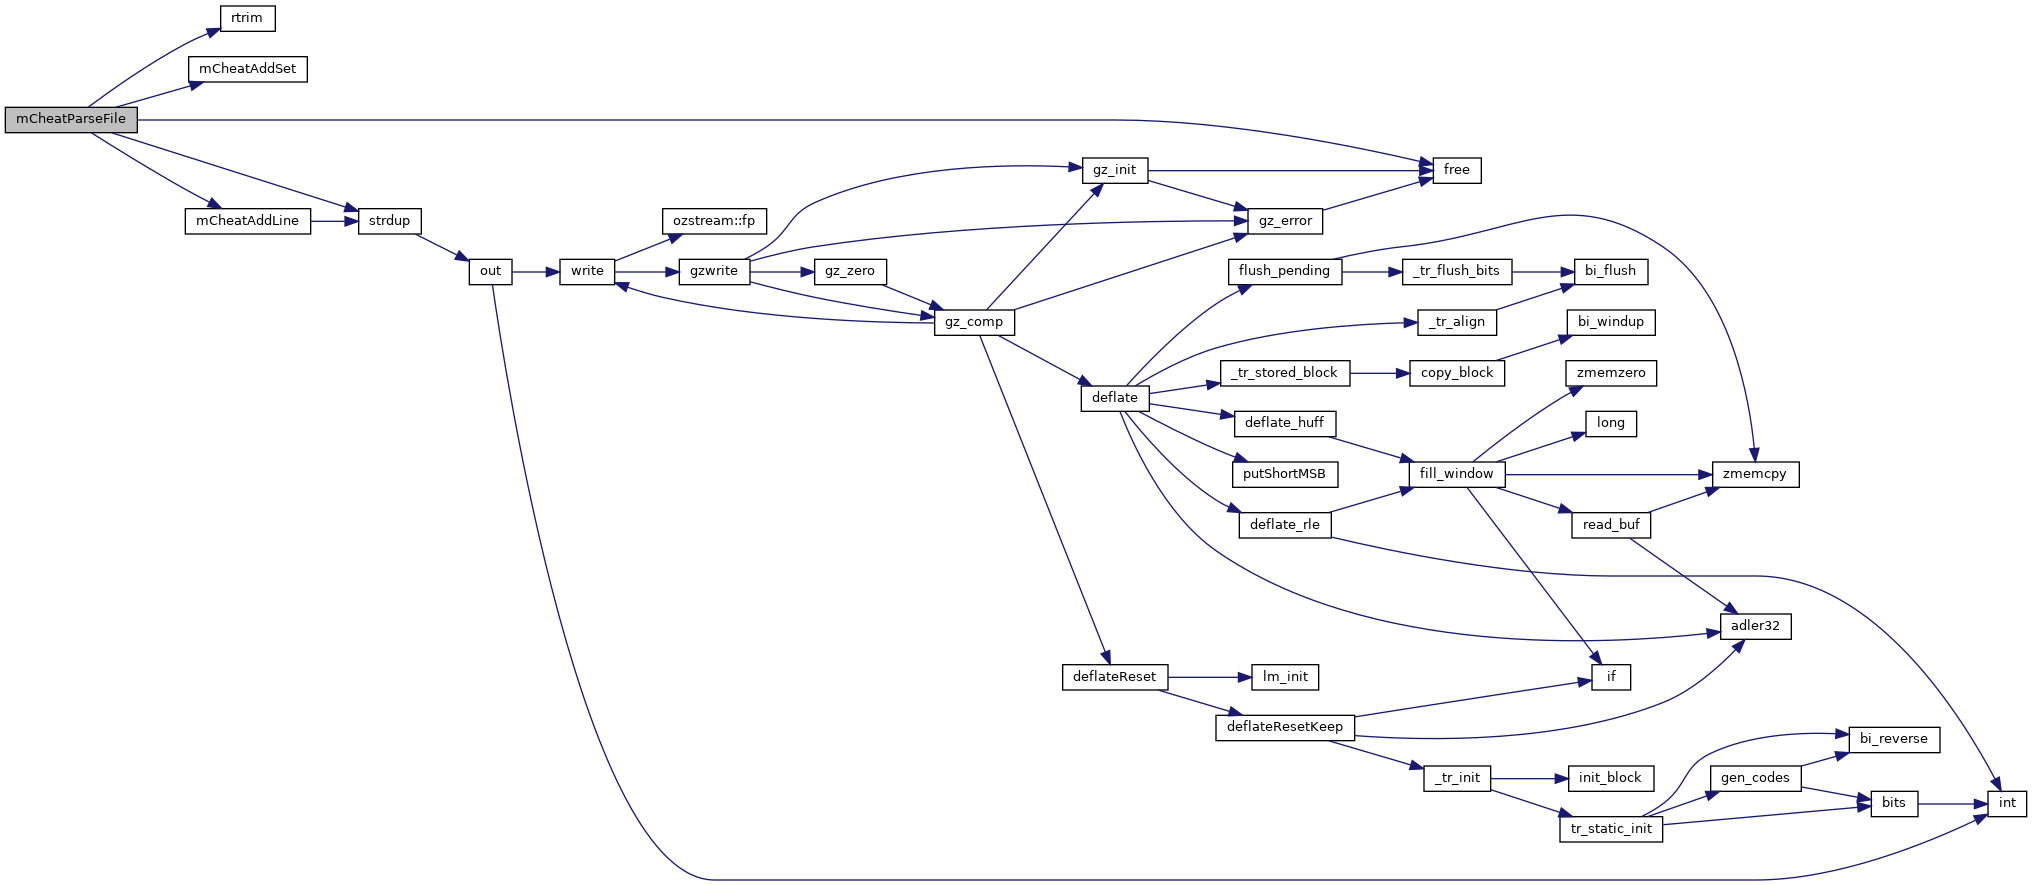 rtrim
mCheatAddSet
mCheatParseFile
gz_init
free
mCheatAddLine
strdup
ozstream::fp
gz_error
out
write
gzwrite
gz_zero
flush_pending
_tr_flush_bits
bi_flush
gz_comp
_tr_align
bi_windup
_tr_stored_block
copy_block
zmemzero
deflate
deflate_huff
long
putShortMSB
fill_window
zmemcpy
deflate_rle
read_buf
adler32
deflateReset
lm_init
if
deflateResetKeep
bi_reverse
_tr_init
init_block
gen_codes
bits
int
tr_static_init